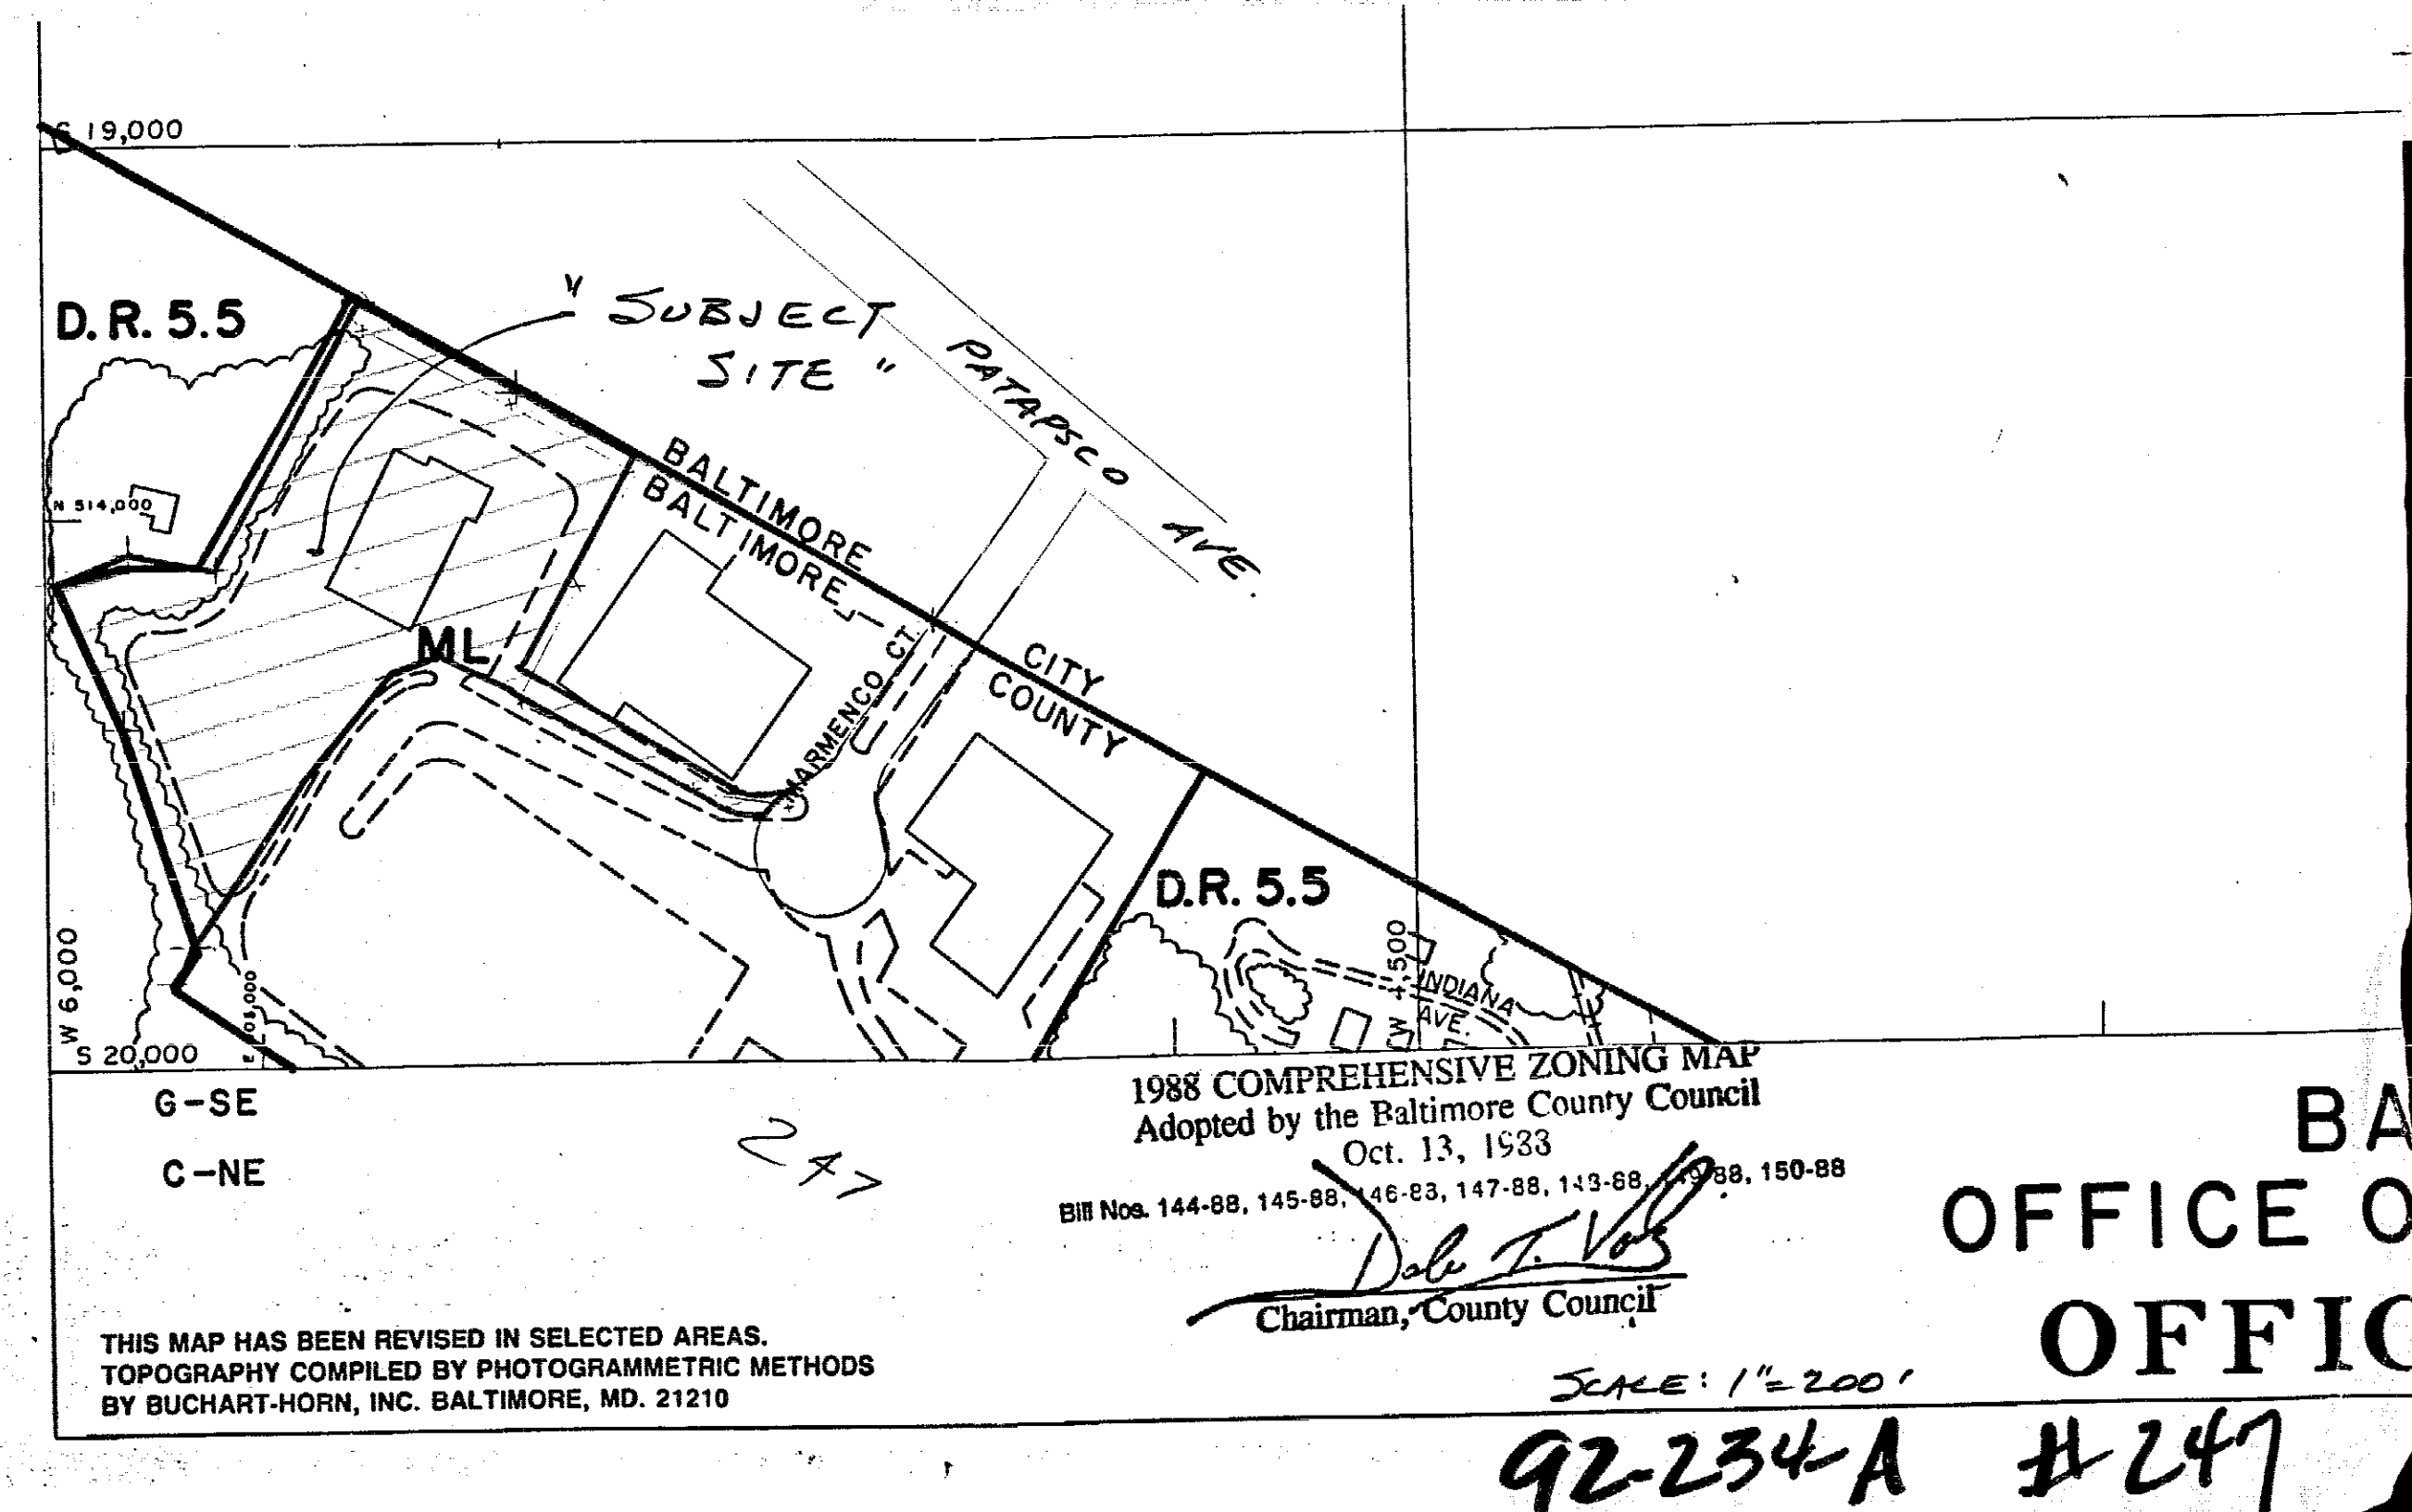 S 19,000
D.R. 5.5
" SUBJECT
SITE "
PATAPSCO AVE.
N 514,000
BALTIMORE CITY
BALTIMORE COUNTY
ML
MARMENCO CT.
D.R. 5.5
INDIANA
AVE.
W 4,500
W 6,000
S 20,000
G-SE
C-NE
247
1988 COMPREHENSIVE ZONING MAP
Adopted by the Baltimore County Council
Oct. 13, 1988
Bill Nos. 144-88, 145-88, 146-88, 147-88, 148-88, 149-88, 150-88
Dale T. Volz
Chairman, County Council
BA
OFFICE O
OFFIC
THIS MAP HAS BEEN REVISED IN SELECTED AREAS.
TOPOGRAPHY COMPILED BY PHOTOGRAMMETRIC METHODS
BY BUCHART-HORN, INC. BALTIMORE, MD. 21210
SCALE: 1"=200'
92-234-A #247